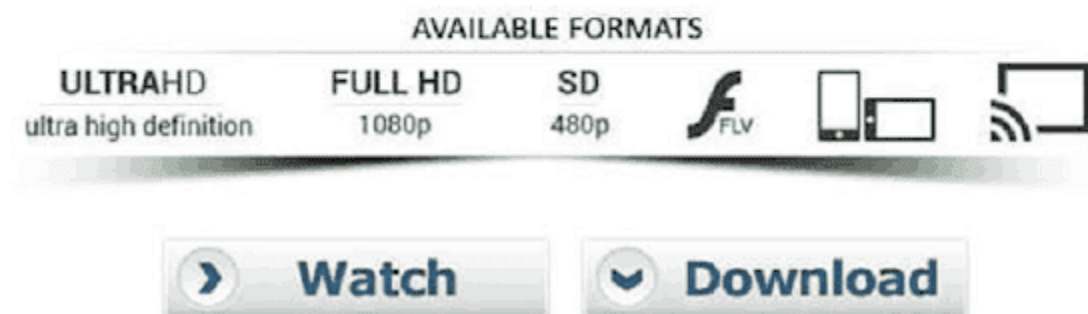 AVAILABLE FORMATS
ULTRAHD FULL HD SD
ultra high definition 1080p 480p FLV
Watch Download